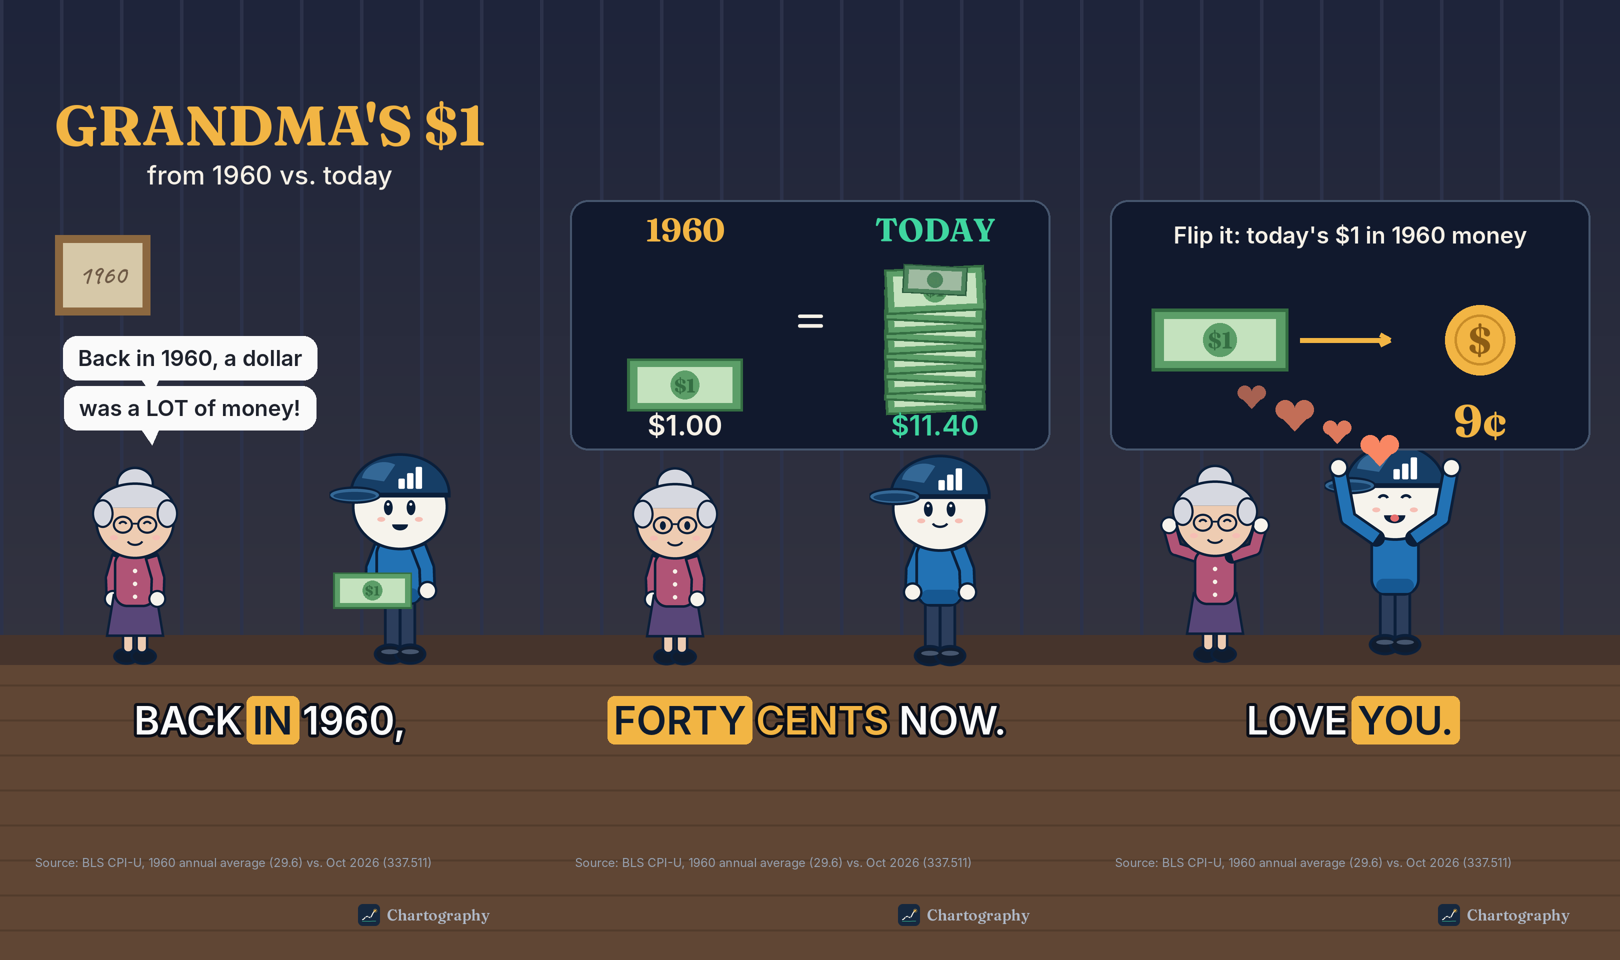 GRANDMA'S $1
from 1960 vs. today
1960
Back in 1960, a dollar
was a LOT of money!
$1
BACK IN 1960,
Source: BLS CPI-U, 1960 annual average (29.6) vs. Oct 2026 (337.511)
Chartography
1960
TODAY
$1
=
$1
$1.00
$11.40
FORTY CENTS NOW.
Source: BLS CPI-U, 1960 annual average (29.6) vs. Oct 2026 (337.511)
Chartography
Flip it: today's $1 in 1960 money
$1
$
9¢
LOVE YOU.
Source: BLS CPI-U, 1960 annual average (29.6) vs. Oct 2026 (337.511)
Chartography